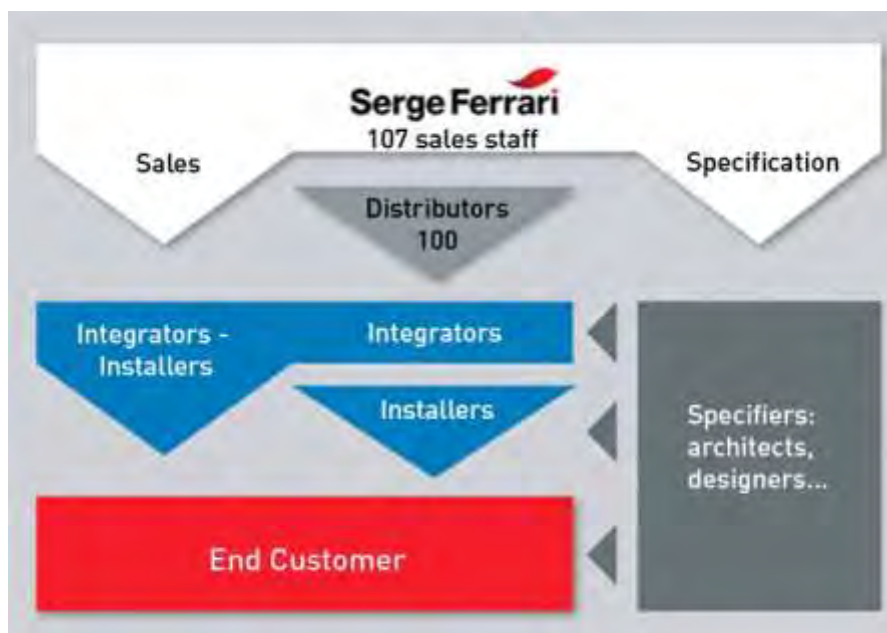 Serge Ferrari
107 sales staff
Sales
Specification
Distributors
100
Integrators -
Installers
Integrators
Installers
Specifiers:
architects,
designers...
End Customer